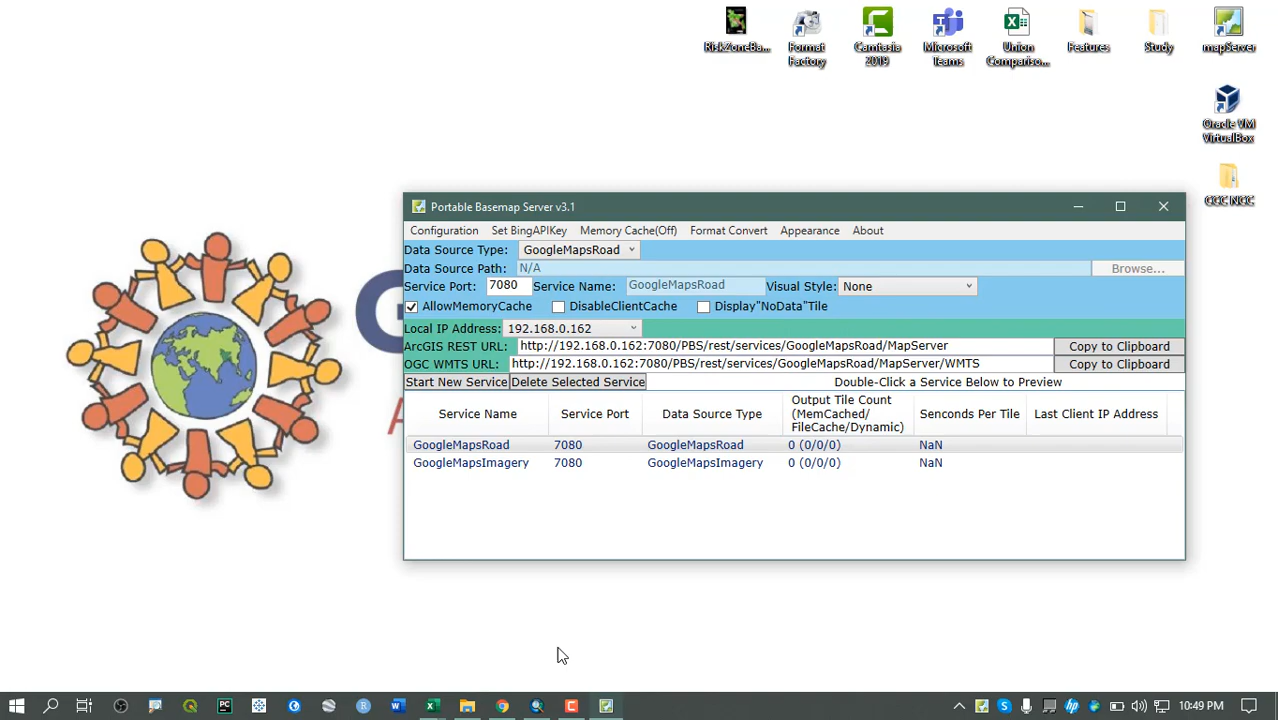 RiskZoneBa...
Format
Factory
Camtasia
2019
Microsoft
Teams
Union
Compariso...
Features
Study
mapServer
Oracle VM
VirtualBox
CCC NCC
G
A
Portable Basemap Server v3.1
Configuration Set BingAPIKey Memory Cache(Off) Format Convert Appearance About
Data Source Type: GoogleMapsRoad
Data Source Path: N/A Browse...
Service Port: 7080 Service Name: GoogleMapsRoad Visual Style: None
AllowMemoryCache DisableClientCache Display"NoData"Tile
Local IP Address: 192.168.0.162
ArcGIS REST URL: http://192.168.0.162:7080/PBS/rest/services/GoogleMapsRoad/MapServer Copy to Clipboard
OGC WMTS URL: http://192.168.0.162:7080/PBS/rest/services/GoogleMapsRoad/MapServer/WMTS Copy to Clipboard
Start New Service Delete Selected Service Double-Click a Service Below to Preview
Service Name Service Port Data Source Type Output Tile Count
(MemCached/
FileCache/Dynamic) Senconds Per Tile Last Client IP Address
GoogleMapsRoad 7080 GoogleMapsRoad 0 (0/0/0) NaN
GoogleMapsImagery 7080 GoogleMapsImagery 0 (0/0/0) NaN
10:49 PM